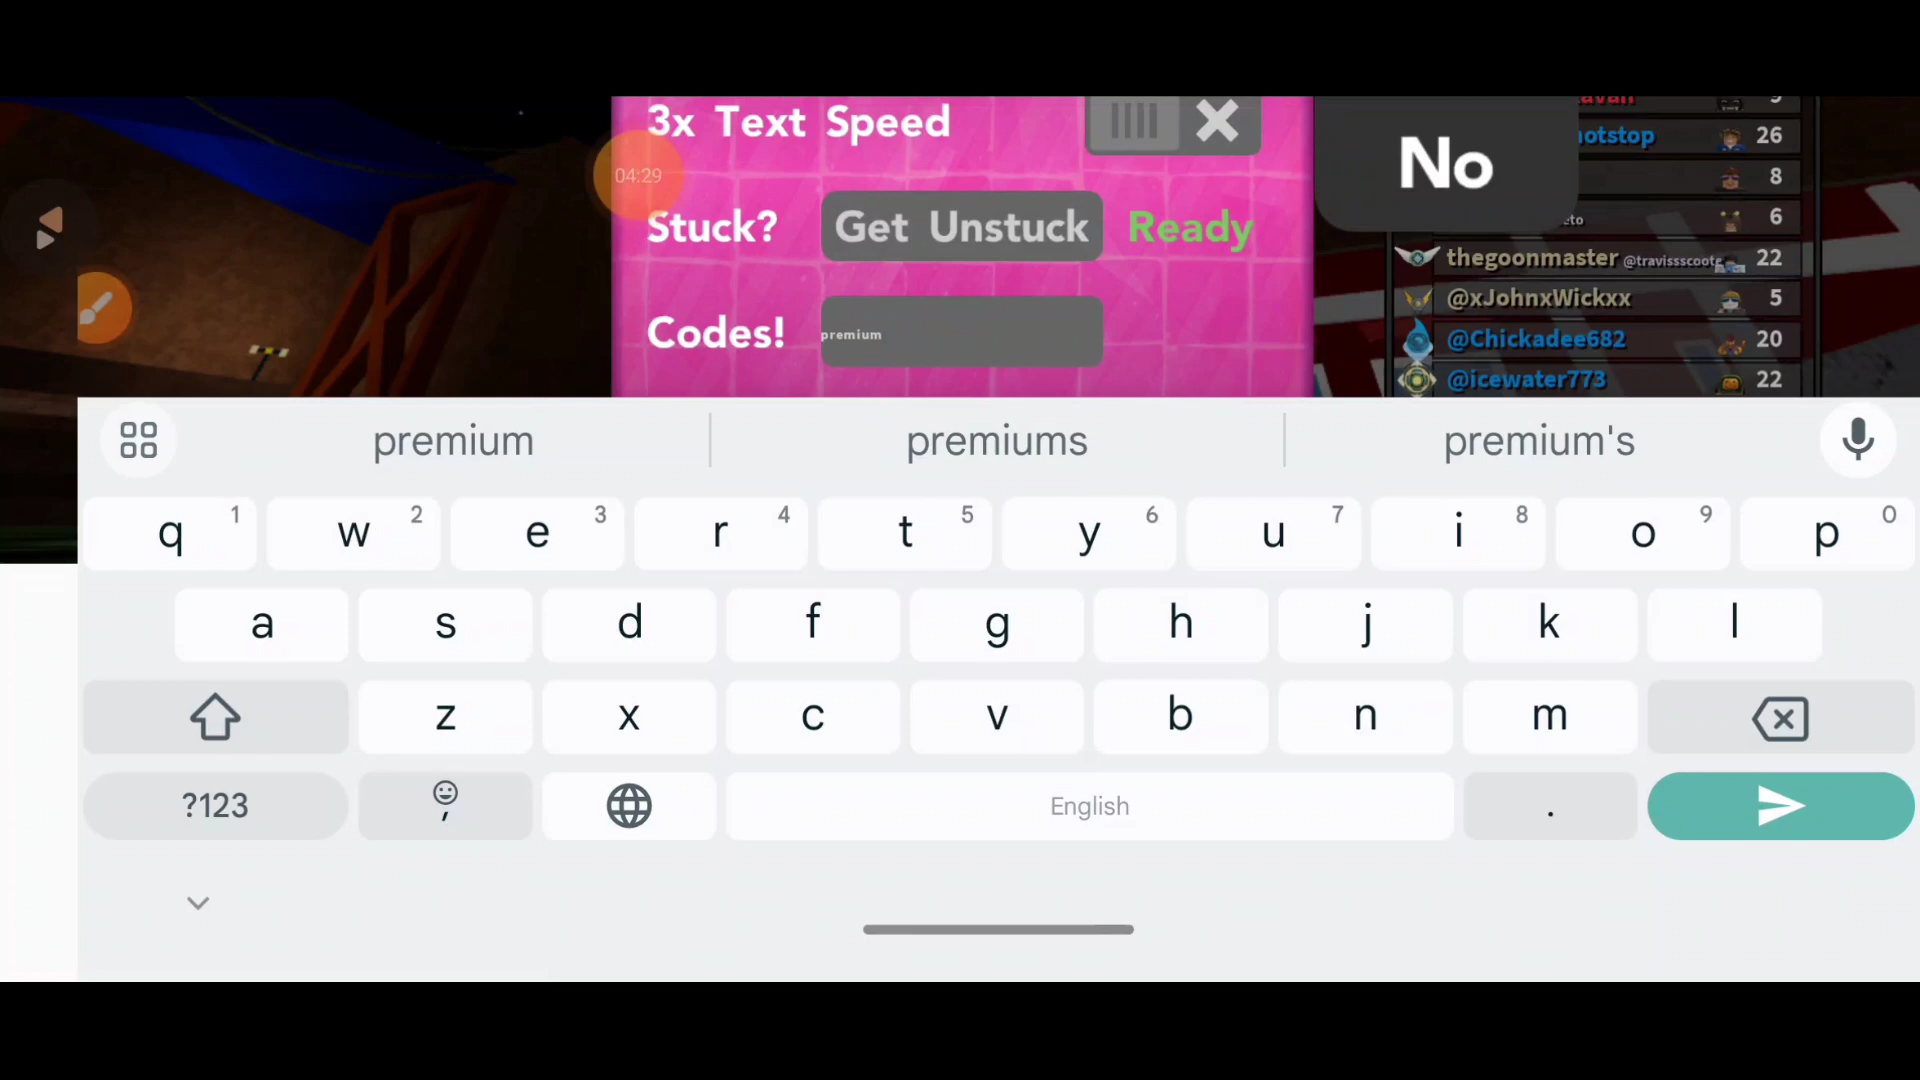 3x Text Speed
No
notstop 26
04:29
8
Stuck? Get Unstuck Ready
6
thegoonmaster @travissscoote 22
@xJohnxWickxx 5
Codes! premium
@Chickadee682 20
@icewater773 22
premium premiums premium's
q 1 w 2 e 3 r 4 t 5 y 6 u 7 i 8 o 9 p 0
a s d f g h j k l
z x c v b n m
?123 , English .